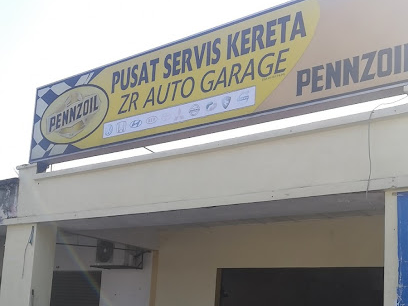 PENNZOIL
PUSAT SERVIS KERETA
ZR AUTO GARAGE
PENNZOIL